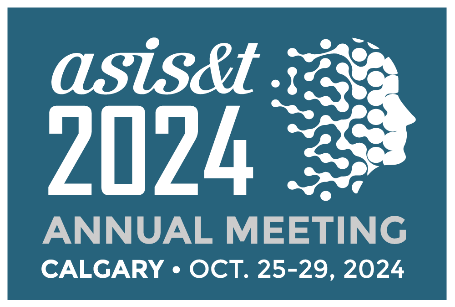 asis&t
2024
ANNUAL MEETING
CALGARY • OCT. 25-29, 2024